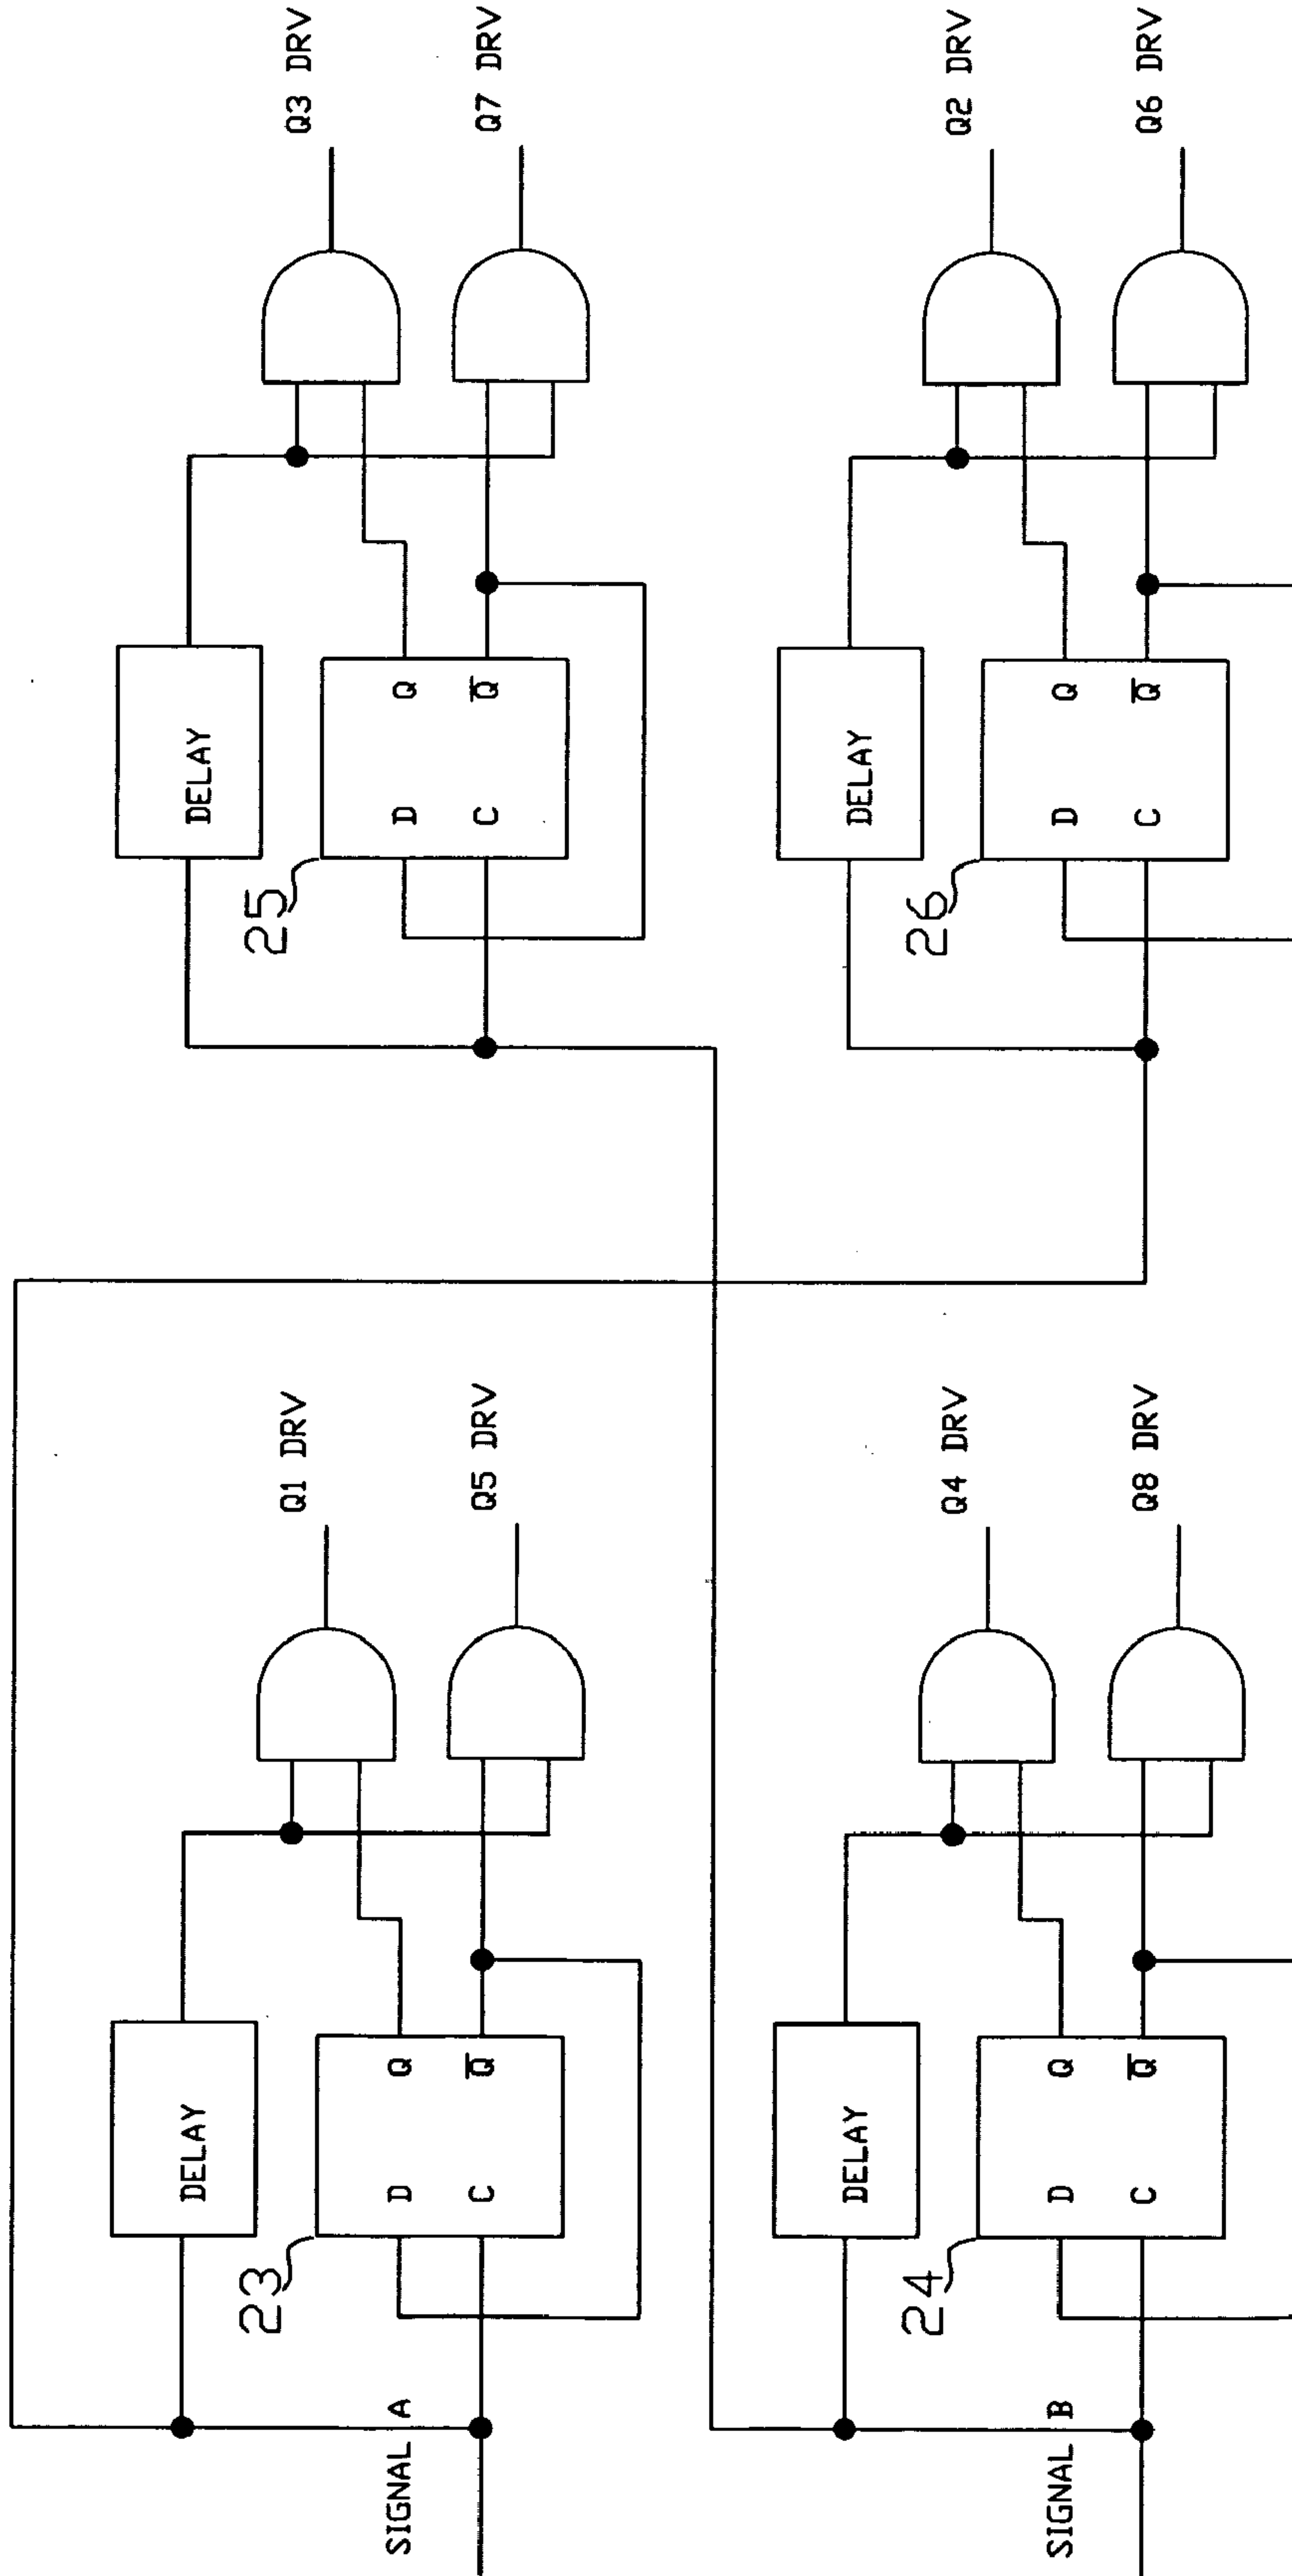 SIGNAL A
23
DELAY
D Q
C Q̅
Q1 DRV
Q5 DRV
25
DELAY
D Q
C Q̅
Q3 DRV
Q7 DRV
SIGNAL B
24
DELAY
D Q
C Q̅
Q4 DRV
Q8 DRV
26
DELAY
D Q
C Q̅
Q2 DRV
Q6 DRV